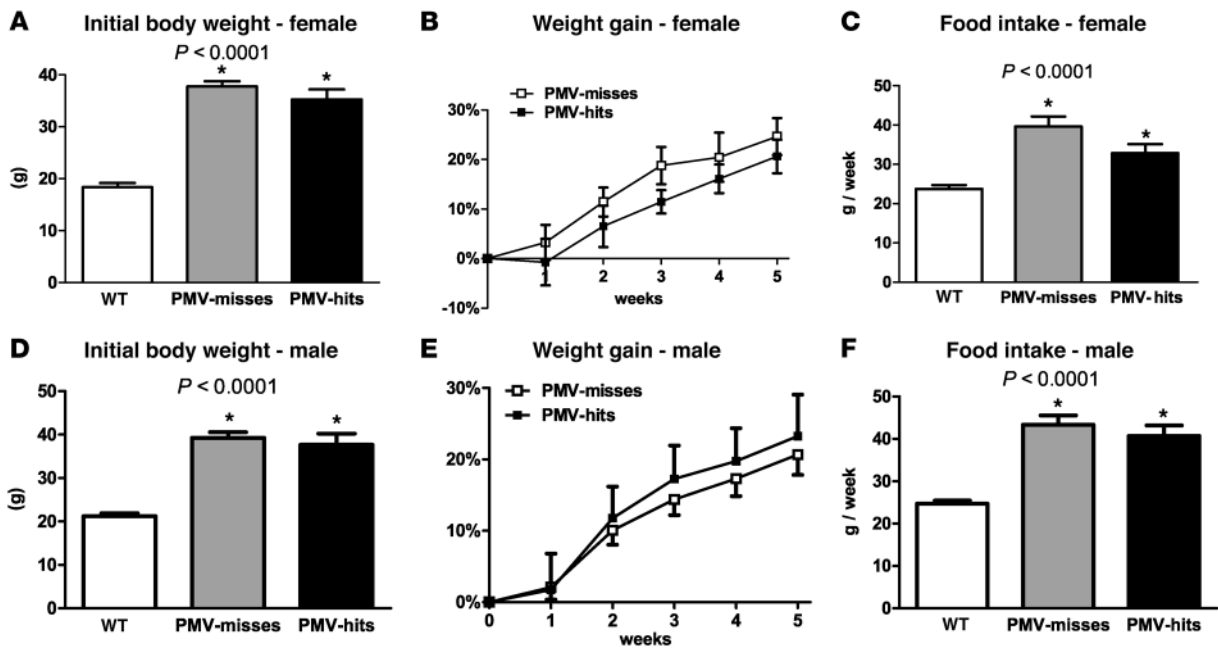 A Initial body weight - female
P < 0.0001
* *
40
30
20
10
0
(g)
WT PMV-misses PMV-hits
B Weight gain - female
PMV-misses
PMV-hits
30%
20%
10%
0%
-10%
1 2 3 4 5
weeks
C Food intake - female
P < 0.0001
* *
50
40
30
20
10
0
g / week
WT PMV-misses PMV-hits
D Initial body weight - male
P < 0.0001
* *
50
40
30
20
10
0
(g)
WT PMV-misses PMV-hits
E Weight gain - male
PMV-misses
PMV-hits
30%
20%
10%
0%
0 1 2 3 4 5
weeks
F Food intake - male
P < 0.0001
* *
50
40
30
20
10
0
g / week
WT PMV-misses PMV-hits